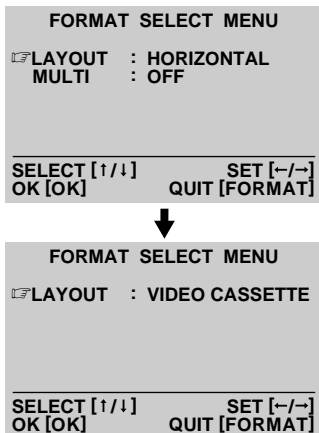 FORMAT SELECT MENU
☞LAYOUT : HORIZONTAL
MULTI : OFF
SELECT [↑/↓] SET [←/→]
OK [OK] QUIT [FORMAT]
FORMAT SELECT MENU
☞LAYOUT : VIDEO CASSETTE
SELECT [↑/↓] SET [←/→]
OK [OK] QUIT [FORMAT]